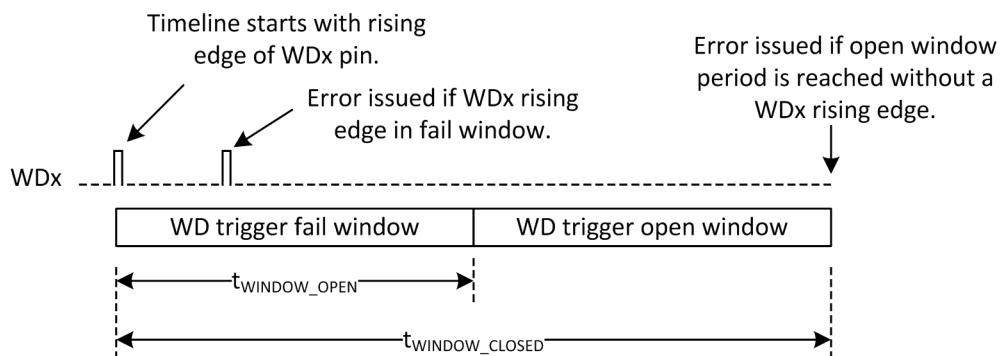 Timeline starts with rising
edge of WDx pin.
Error issued if open window
period is reached without a
WDx rising edge.
Error issued if WDx rising
edge in fail window.
WDx
WD trigger fail window
WD trigger open window
tWINDOW_OPEN
tWINDOW_CLOSED